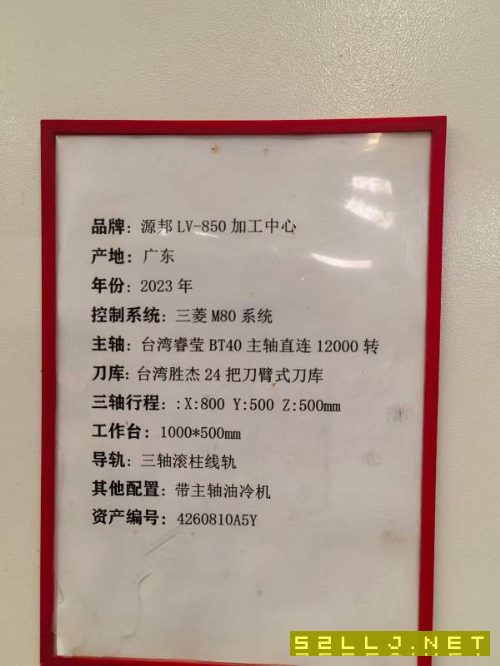 品牌：源邦 LV-850 加工中心
产地：广东
年份：2023 年
控制系统：三菱 M80 系统
主轴：台湾睿莹 BT40 主轴直连 12000 转
刀库：台湾胜杰 24 把刀臂式刀库
三轴行程：:X:800 Y:500 Z:500mm
工作台：1000*500mm
导轨：三轴滚柱线轨
其他配置：带主轴油冷机
资产编号：4260810A5Y
52LLJ.NET